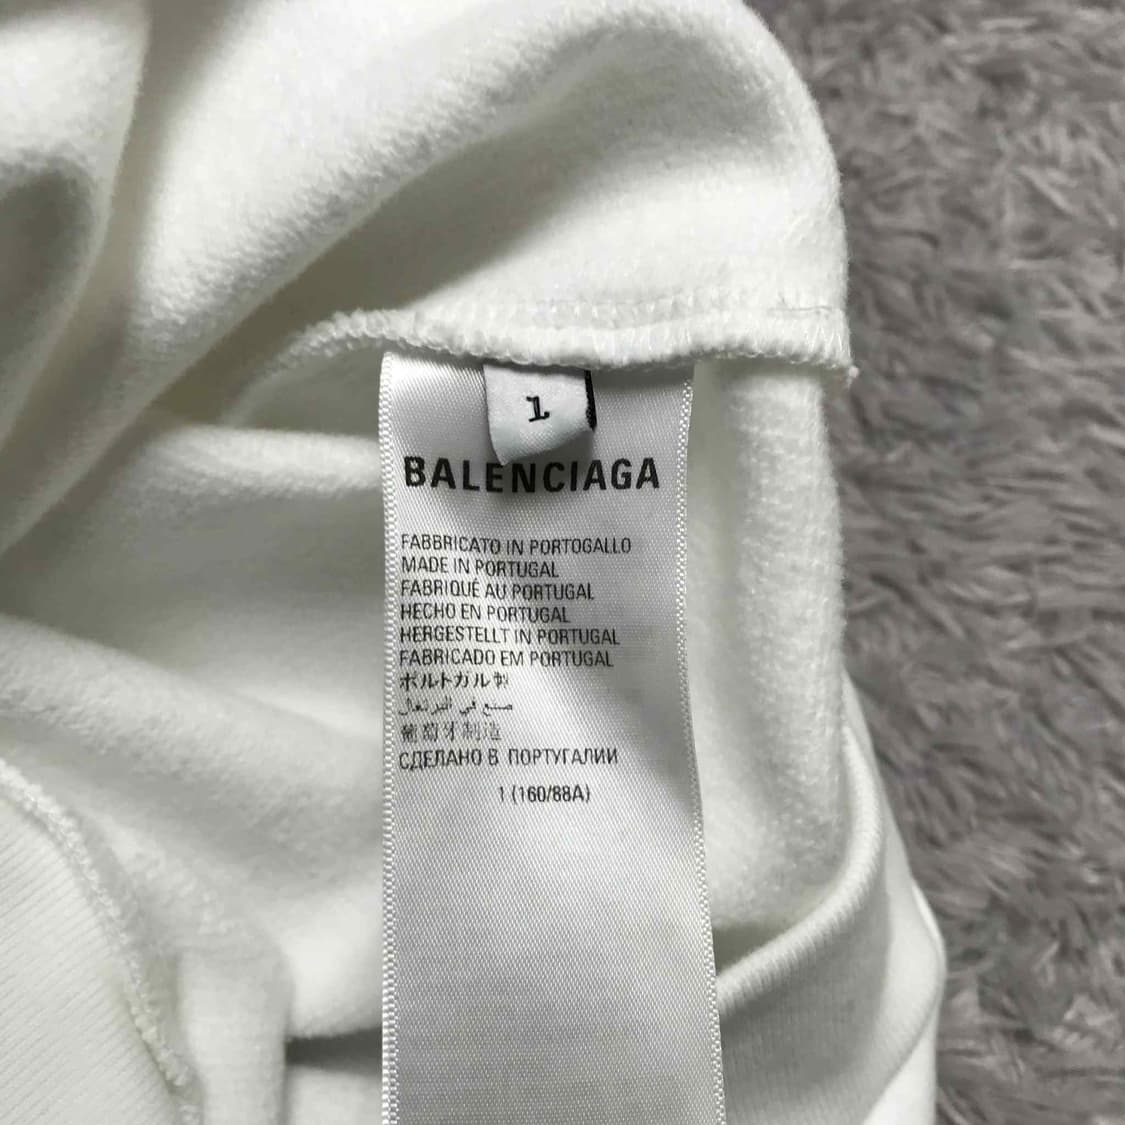 1
BALENCIAGA
FABBRICATO IN PORTOGALLO
MADE IN PORTUGAL
FABRIQUÉ AU PORTUGAL
HECHO EN PORTUGAL
HERGESTELLT IN PORTUGAL
FABRICADO EM PORTUGAL
ポルトガル製
صنع في البرتغال
葡萄牙制造
СДЕЛАНО В ПОРТУГАЛИИ
1 (160/88A)